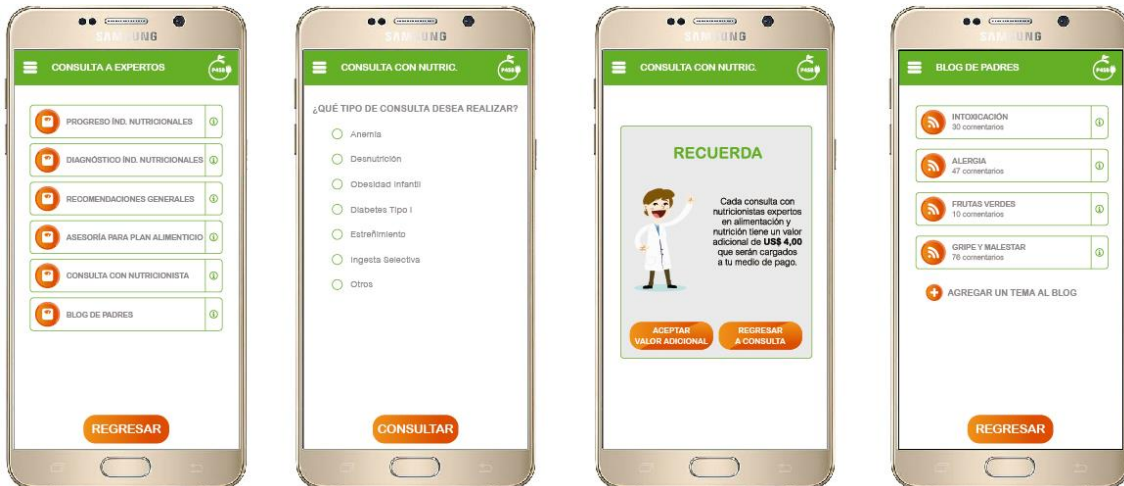 SAMSUNG
CONSULTA A EXPERTOS
PROGRESO ÍND. NUTRICIONALES
DIAGNÓSTICO ÍND. NUTRICIONALES
RECOMENDACIONES GENERALES
ASESORÍA PARA PLAN ALIMENTICIO
CONSULTA CON NUTRICIONISTA
BLOG DE PADRES
REGRESAR
SAMSUNG
CONSULTA CON NUTRIC.
¿QUÉ TIPO DE CONSULTA DESEA REALIZAR?
Anemia
Desnutrición
Obesidad Infantil
Diabetes Tipo I
Estreñimiento
Ingesta Selectiva
Otros
CONSULTAR
SAMSUNG
CONSULTA CON NUTRIC.
RECUERDA
Cada consulta con
nutricionistas expertos
en alimentación y
nutrición tiene un valor
adicional de US$ 4,00
que serán cargados
a tu medio de pago.
ACEPTAR
VALOR ADICIONAL
REGRESAR
A CONSULTA
SAMSUNG
BLOG DE PADRES
INTOXICACIÓN
30 comentarios
ALERGIA
47 comentarios
FRUTAS VERDES
10 comentarios
GRIPE Y MALESTAR
76 comentarios
AGREGAR UN TEMA AL BLOG
REGRESAR